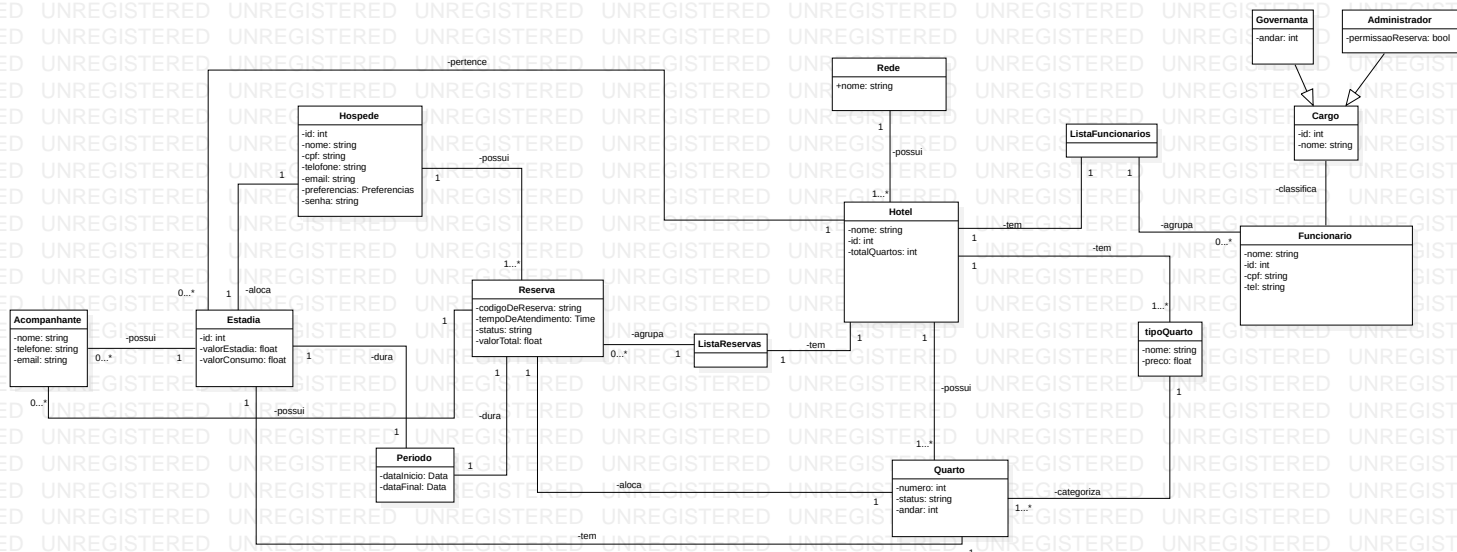 UNREGISTERED
Governanta
-andar: int
Administrador
-permissaoReserva: bool
-pertence
Rede
+nome: string
1
-possui
1...*
Hospede
-id: int
-nome: string
-cpf: string
-telofone: string
-email: string
-preferencias: Preferencias
-senha: string
-possui
1
1
ListaFuncionarios
1
1
Cargo
-id: int
-nome: string
-classifica
Hotel
-nome: string
-id: int
-totalQuartos: int
1
-tem
1
-agrupa
0...*
-tem
1
Funcionario
-nome: string
-id: int
-cpf: string
-tel: string
1...*
0...*
1
-aloca
Reserva
-codigoDeReserva: string
-tempoDeAtendimento: Time
-status: string
-valorTotal: float
1
1...*
Acompanhante
-nome: string
-telefone: string
-email: string
-possui
0...*
1
Estadia
-id: int
-valorEstadia: float
-valorConsumo: float
1
-dura
-agrupa
0...*
1
ListaReservas
-tem
1
1
1
tipoQuarto
-nome: string
-preco: float
1
1
1
-possui
1
0...*
1
-possui
-dura
1
1
Periodo
-dataInicio: Data
-dataFinal: Data
1...*
Quarto
-numero: int
-status: string
-andar: int
-aloca
1
-categoriza
1...*
-tem
1